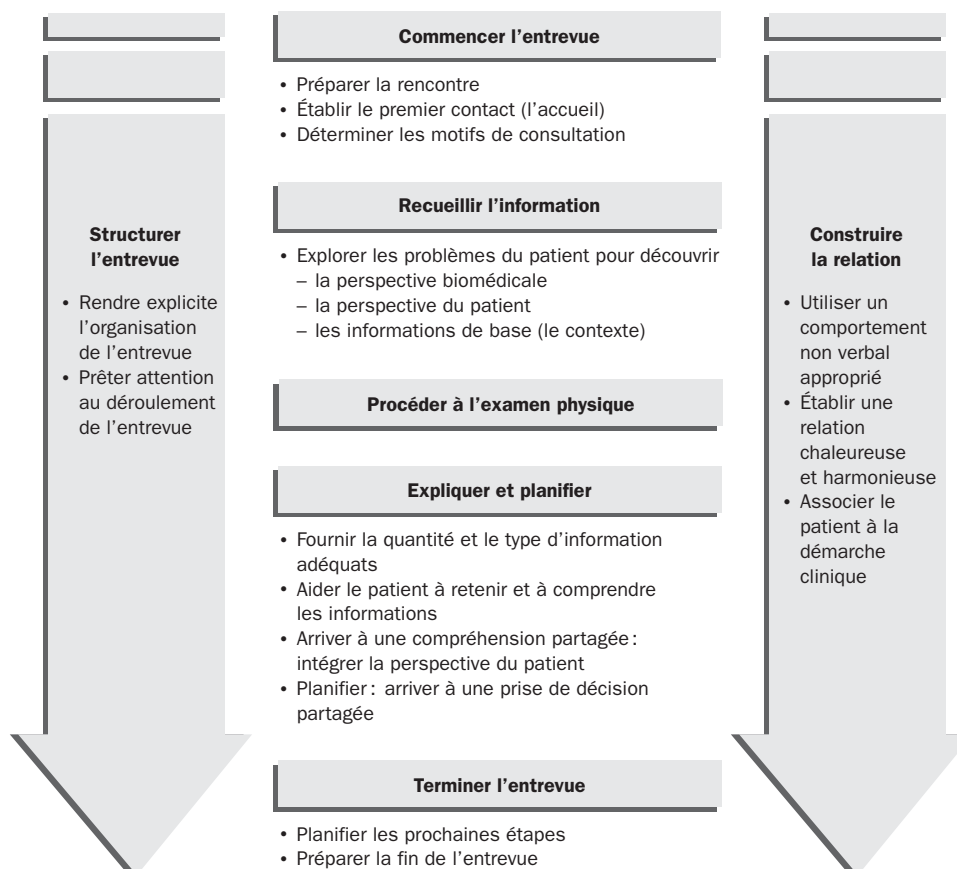 Commencer l’entrevue
• Préparer la rencontre
• Établir le premier contact (l’accueil)
• Déterminer les motifs de consultation
Structurer
l’entrevue
• Rendre explicite
l’organisation
de l’entrevue
• Prêter attention
au déroulement
de l’entrevue
Recueillir l’information
• Explorer les problèmes du patient pour découvrir
– la perspective biomédicale
– la perspective du patient
– les informations de base (le contexte)
Procéder à l’examen physique
Expliquer et planifier
• Fournir la quantité et le type d’information
adéquats
• Aider le patient à retenir et à comprendre
les informations
• Arriver à une compréhension partagée :
intégrer la perspective du patient
• Planifier : arriver à une prise de décision
partagée
Terminer l’entrevue
• Planifier les prochaines étapes
• Préparer la fin de l’entrevue
Construire
la relation
• Utiliser un
comportement
non verbal
approprié
• Établir une
relation
chaleureuse
et harmonieuse
• Associer le
patient à la
démarche
clinique